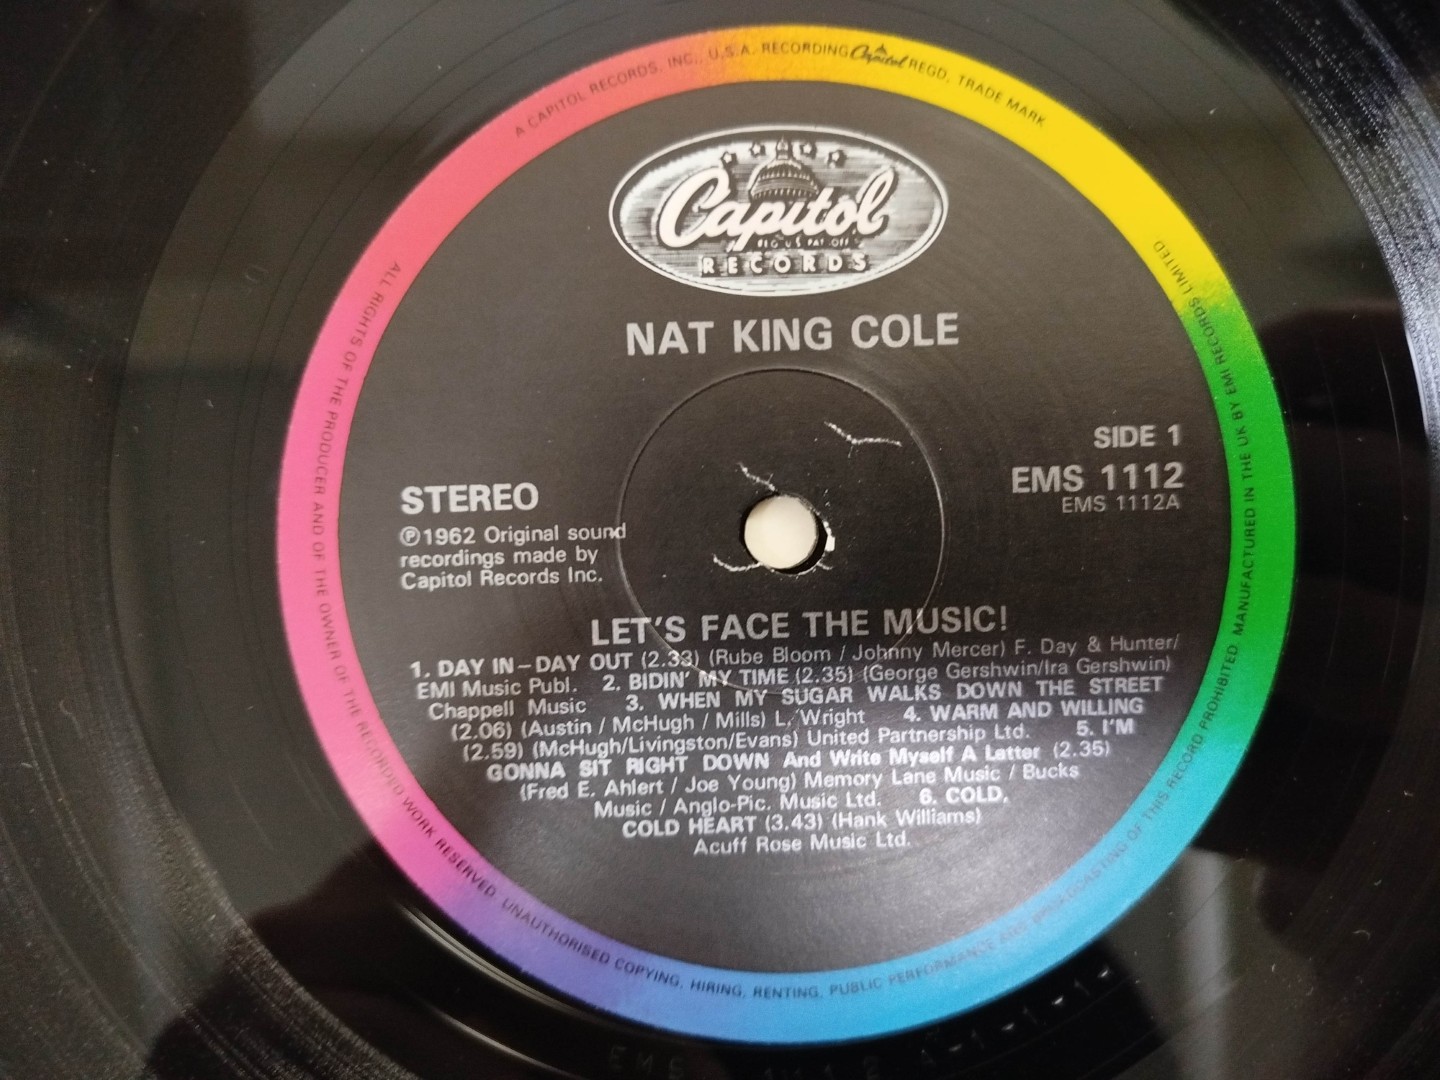 A CAPITOL RECORDS, INC., U.S.A. RECORDING Capitol REGD. TRADE MARK
Capitol
REG US PAT OFF
RECORDS
NAT KING COLE
SIDE 1
EMS 1112
EMS 1112A
STEREO
℗1962 Original sound
recordings made by
Capitol Records Inc.
LET'S FACE THE MUSIC!
1. DAY IN–DAY OUT (2.33) (Rube Bloom / Johnny Mercer) F. Day & Hunter/
EMI Music Publ. 2. BIDIN' MY TIME (2.35) (George Gershwin/Ira Gershwin)
Chappell Music 3. WHEN MY SUGAR WALKS DOWN THE STREET
(2.06) (Austin / McHugh / Mills) L. Wright 4. WARM AND WILLING
(2.59) (McHugh/Livingston/Evans) United Partnership Ltd. 5. I'M
GONNA SIT RIGHT DOWN And Write Myself A Letter (2.35)
(Fred E. Ahlert / Joe Young) Memory Lane Music / Bucks
Music / Anglo-Pic. Music Ltd. 6. COLD,
COLD HEART (3.43) (Hank Williams)
Acuff Rose Music Ltd.
ALL RIGHTS OF THE PRODUCER AND OF THE OWNER OF THE RECORDED WORK RESERVED. UNAUTHORISED COPYING, HIRING, RENTING, PUBLIC PERFORMANCE AND BROADCASTING OF THIS RECORD PROHIBITED MANUFACTURED IN THE UK BY EMI RECORDS LIMITED